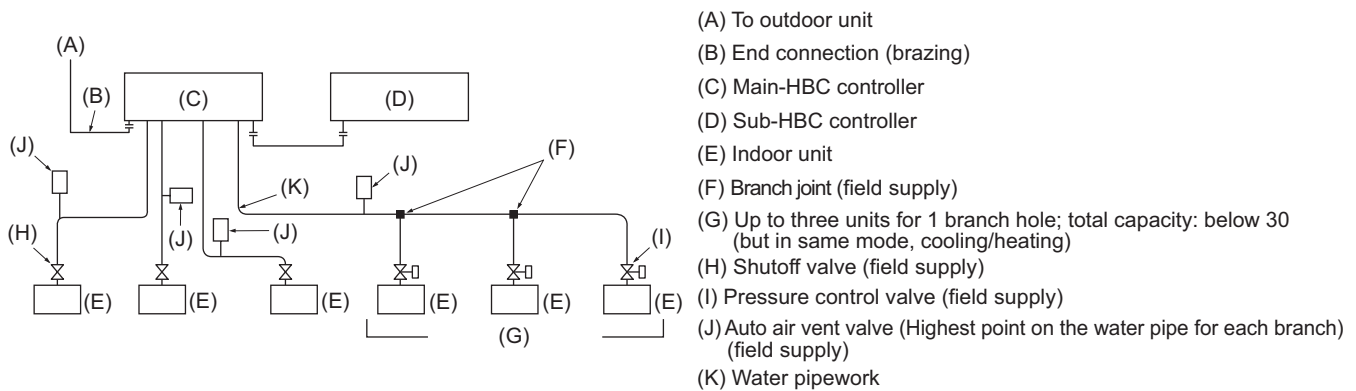 (A)
(B)
(C)
(D)
(J)
(F)
(J)
(K)
(H)
(J)
(J)
(I)
(E)
(E)
(E)
(E)
(E)
(E)
(G)
(A) To outdoor unit
(B) End connection (brazing)
(C) Main-HBC controller
(D) Sub-HBC controller
(E) Indoor unit
(F) Branch joint (field supply)
(G) Up to three units for 1 branch hole; total capacity: below 30
(but in same mode, cooling/heating)
(H) Shutoff valve (field supply)
(I) Pressure control valve (field supply)
(J) Auto air vent valve (Highest point on the water pipe for each branch)
(field supply)
(K) Water pipework